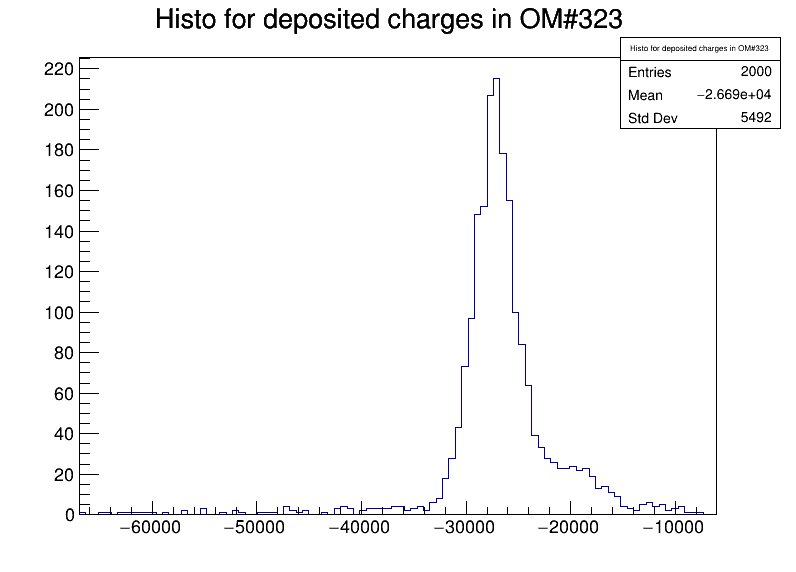 Histo for deposited charges in OM#323
Histo for deposited charges in OM#323
Entries 2000
Mean −2.669e+04
Std Dev 5492
220
200
180
160
140
120
100
80
60
40
20
0
−60000 −50000 −40000 −30000 −20000 −10000